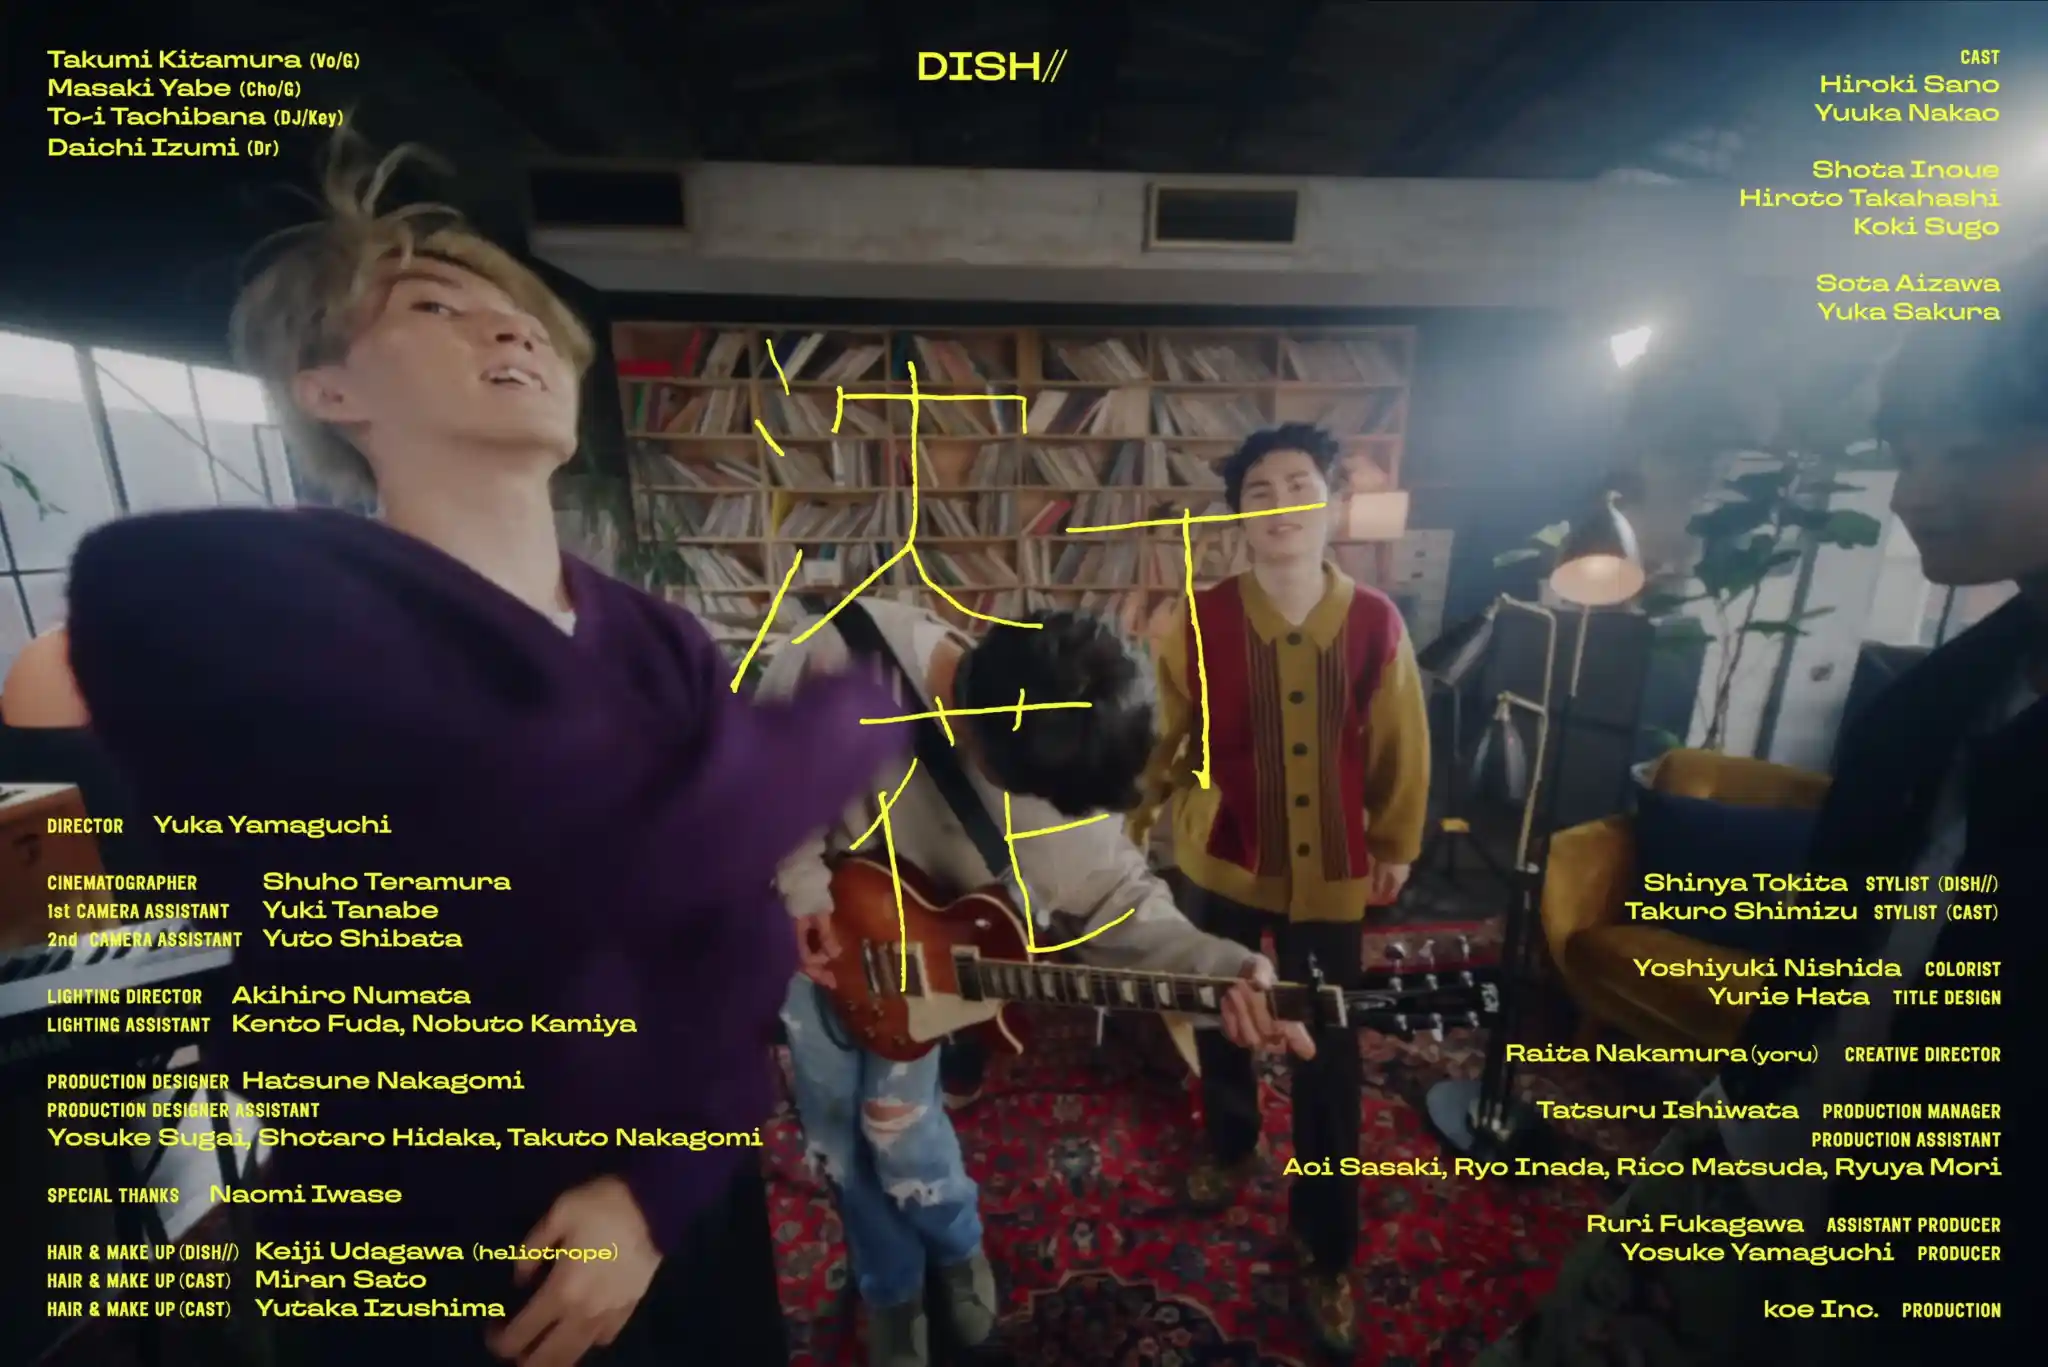 DISH//
Takumi Kitamura (Vo/G)
Masaki Yabe (Cho/G)
To-i Tachibana (DJ/Key)
Daichi Izumi (Dr)
CAST
Hiroki Sano
Yuuka Nakao
Shota Inoue
Hiroto Takahashi
Koki Sugo
Sota Aizawa
Yuka Sakura
沈丁花
DIRECTOR Yuka Yamaguchi
CINEMATOGRAPHER Shuho Teramura
1st CAMERA ASSISTANT Yuki Tanabe
2nd CAMERA ASSISTANT Yuto Shibata
LIGHTING DIRECTOR Akihiro Numata
LIGHTING ASSISTANT Kento Fuda, Nobuto Kamiya
PRODUCTION DESIGNER Hatsune Nakagomi
PRODUCTION DESIGNER ASSISTANT
Yosuke Sugai, Shotaro Hidaka, Takuto Nakagomi
SPECIAL THANKS Naomi Iwase
HAIR & MAKE UP (DISH//) Keiji Udagawa (heliotrope)
HAIR & MAKE UP (CAST) Miran Sato
HAIR & MAKE UP (CAST) Yutaka Izushima
Shinya Tokita STYLIST (DISH//)
Takuro Shimizu STYLIST (CAST)
Yoshiyuki Nishida COLORIST
Yurie Hata TITLE DESIGN
Raita Nakamura (yoru) CREATIVE DIRECTOR
Tatsuru Ishiwata PRODUCTION MANAGER
PRODUCTION ASSISTANT
Aoi Sasaki, Ryo Inada, Rico Matsuda, Ryuya Mori
Ruri Fukagawa ASSISTANT PRODUCER
Yosuke Yamaguchi PRODUCER
koe Inc. PRODUCTION